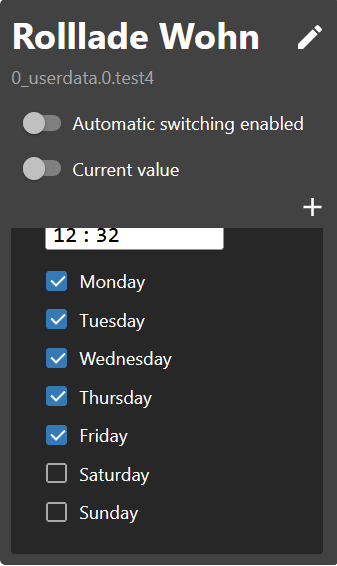 Rolllade Wohn
0_userdata.0.test4
Automatic switching enabled
Current value
12 : 32
Monday
Tuesday
Wednesday
Thursday
Friday
Saturday
Sunday